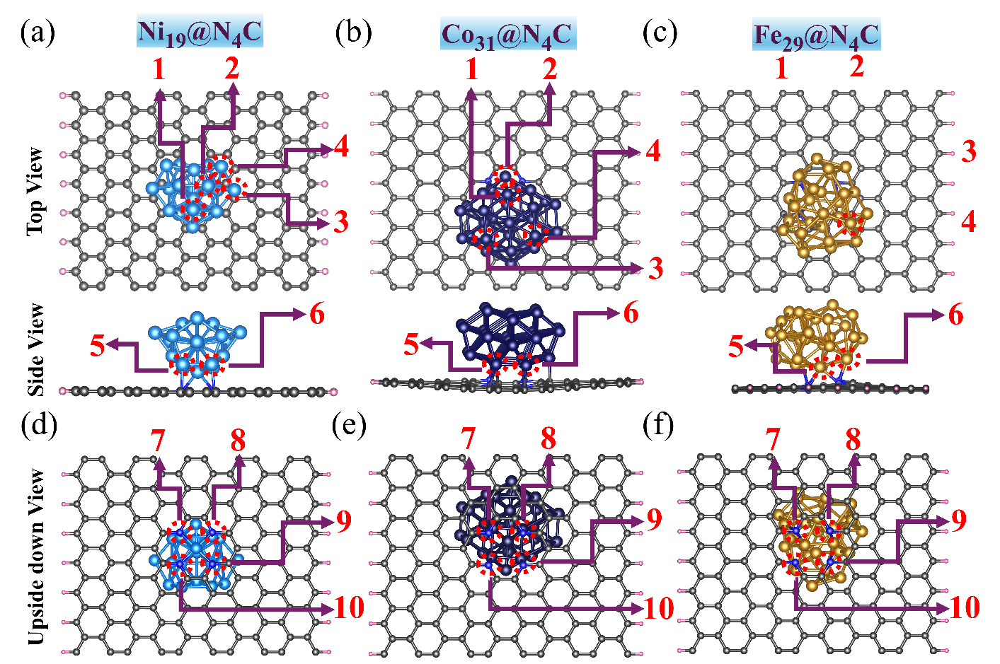 (a) Ni19@N4C (b) Co31@N4C (c) Fe29@N4C
1 2 1 2 1 2
Top View
4 4 3
3 3 4
Side View
5 6 5 6 5 6
(d) (e) (f)
7 8 7 8 7 8
Upside down View
9 9 9
10 10 10